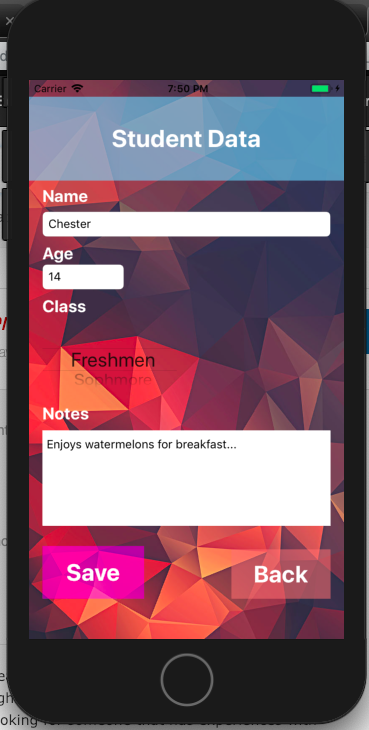 Carrier 7:50 PM
Student Data
Name
Chester
Age
14
Class
Freshmen
Sophmore
Notes
Enjoys watermelons for breakfast...
Save Back